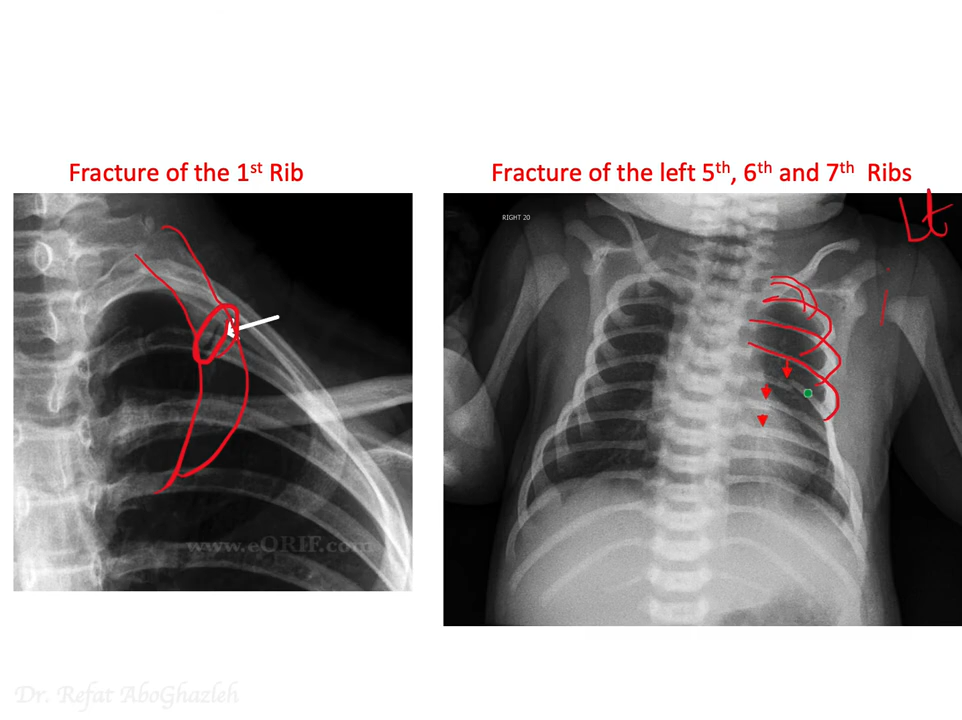 Fracture of the 1st Rib
Fracture of the left 5th, 6th and 7th Ribs
RIGHT 20
Lt
www.eORIF.com
Dr. Refat AboGhazleh